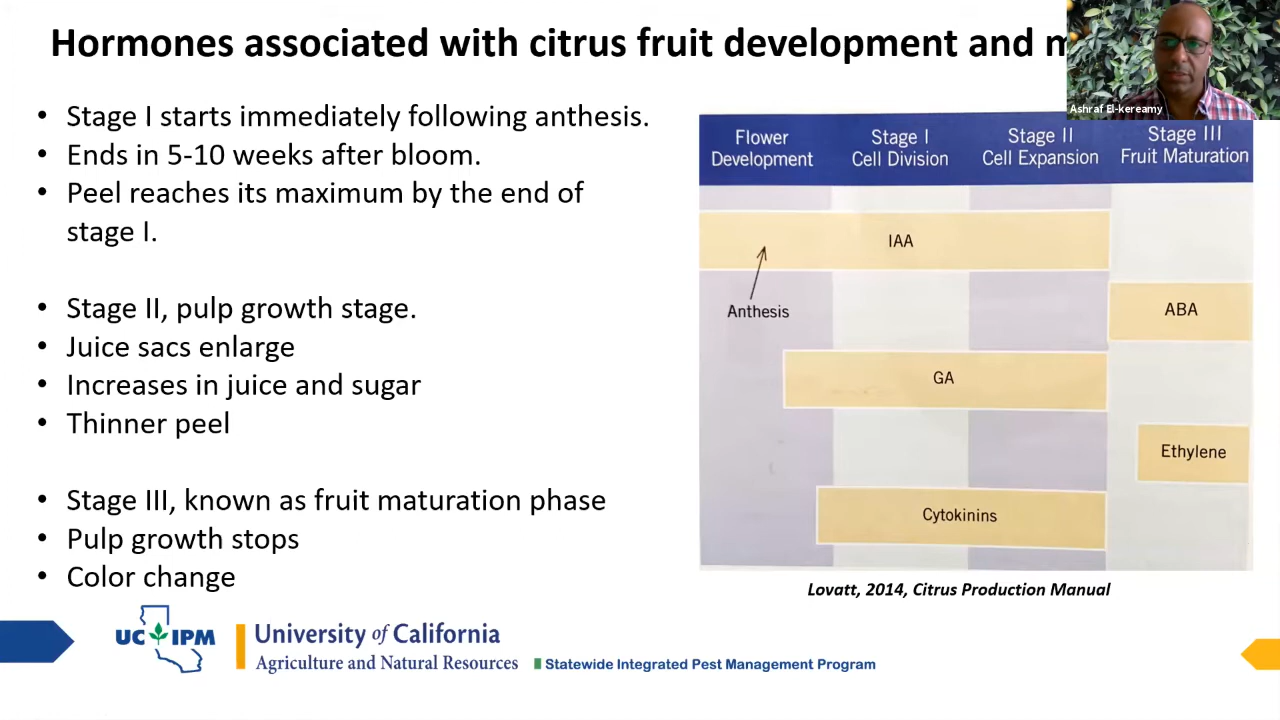 Hormones associated with citrus fruit development and
Ashraf El-kereamy
• Stage I starts immediately following anthesis.
• Ends in 5-10 weeks after bloom.
• Peel reaches its maximum by the end of
stage I.
• Stage II, pulp growth stage.
• Juice sacs enlarge
• Increases in juice and sugar
• Thinner peel
• Stage III, known as fruit maturation phase
• Pulp growth stops
• Color change
Flower
Development
Stage I
Cell Division
Stage II
Cell Expansion
Stage III
Fruit Maturation
IAA
Anthesis
ABA
GA
Ethylene
Cytokinins
Lovatt, 2014, Citrus Production Manual
UC IPM
University of California
Agriculture and Natural Resources
Statewide Integrated Pest Management Program